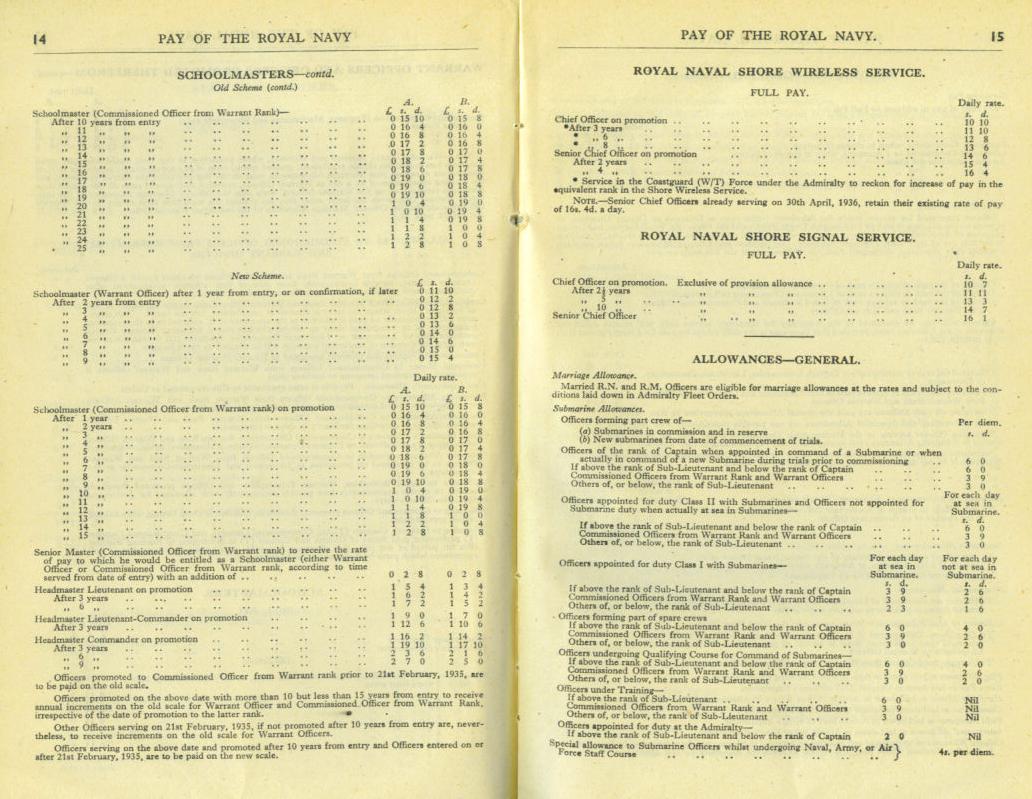 14 PAY OF THE ROYAL NAVY
SCHOOLMASTERS—contd.
Old Scheme (contd.)
A. B.
£ s. d. £ s. d.
Schoolmaster (Commissioned Officer from Warrant Rank)—
After 10 years from entry .. .. .. .. .. .. 0 15 10 0 15 8
„ 11 „ „ „ .. .. .. .. .. .. 0 16 4 0 16 0
„ 12 „ „ „ .. .. .. .. .. .. 0 16 8 0 16 4
„ 13 „ „ „ .. .. .. .. .. .. 0 17 2 0 16 8
„ 14 „ „ „ .. .. .. .. .. .. 0 17 8 0 17 0
„ 15 „ „ „ .. .. .. .. .. .. 0 18 2 0 17 4
„ 16 „ „ „ .. .. .. .. .. .. 0 18 6 0 17 8
„ 17 „ „ „ .. .. .. .. .. .. 0 19 0 0 18 0
„ 18 „ „ „ .. .. .. .. .. .. 0 19 6 0 18 4
„ 19 „ „ „ .. .. .. .. .. .. 0 19 10 0 18 8
„ 20 „ „ „ .. .. .. .. .. .. 1 0 4 0 19 0
„ 21 „ „ „ .. .. .. .. .. .. 1 0 10 0 19 4
„ 22 „ „ „ .. .. .. .. .. .. 1 1 4 0 19 8
„ 23 „ „ „ .. .. .. .. .. .. 1 1 8 1 0 0
„ 24 „ „ „ .. .. .. .. .. .. 1 2 2 1 0 4
„ 25 „ „ „ .. .. .. .. .. .. 1 2 8 1 0 8
New Scheme.
£ s. d.
Schoolmaster (Warrant Officer) after 1 year from entry, or on confirmation, if later 0 11 10
After 2 years from entry .. .. .. .. .. .. 0 12 2
„ 3 „ „ „ .. .. .. .. .. .. 0 12 8
„ 4 „ „ „ .. .. .. .. .. .. 0 13 2
„ 5 „ „ „ .. .. .. .. .. .. 0 13 6
„ 6 „ „ „ .. .. .. .. .. .. 0 14 0
„ 7 „ „ „ .. .. .. .. .. .. 0 14 6
„ 8 „ „ „ .. .. .. .. .. .. 0 15 0
„ 9 „ „ „ .. .. .. .. .. .. 0 15 4
Daily rate.
A. B.
£ s. d. £ s. d.
Schoolmaster (Commissioned Officer from Warrant rank) on promotion .. 0 15 10 0 15 8
After 1 year .. .. .. .. .. .. 0 16 4 0 16 0
„ 2 years .. .. .. .. .. .. 0 16 8 0 16 4
„ 3 „ .. .. .. .. .. .. 0 17 2 0 16 8
„ 4 „ .. .. .. .. .. .. 0 17 8 0 17 0
„ 5 „ .. .. .. .. .. .. 0 18 2 0 17 4
„ 6 „ .. .. .. .. .. .. 0 18 6 0 17 8
„ 7 „ .. .. .. .. .. .. 0 19 0 0 18 0
„ 8 „ .. .. .. .. .. .. 0 19 6 0 18 4
„ 9 „ .. .. .. .. .. .. 0 19 10 0 18 8
„ 10 „ .. .. .. .. .. .. 1 0 4 0 19 0
„ 11 „ .. .. .. .. .. .. 1 0 10 0 19 4
„ 12 „ .. .. .. .. .. .. 1 1 4 0 19 8
„ 13 „ .. .. .. .. .. .. 1 1 8 1 0 0
„ 14 „ .. .. .. .. .. .. 1 2 2 1 0 4
„ 15 „ .. .. .. .. .. .. 1 2 8 1 0 8
Senior Master (Commissioned Officer from Warrant rank) to receive the rate
of pay to which he would be entitled as a Schoolmaster (either Warrant
Officer or Commissioned Officer from Warrant rank, according to time
served from date of entry) with an addition of .. .. .. .. 0 2 8 0 2 8
Headmaster Lieutenant on promotion .. .. .. .. 1 5 4 1 3 4
After 3 years .. .. .. .. .. 1 6 2 1 4 2
„ 6 „ .. .. .. .. .. 1 7 2 1 5 2
Headmaster Lieutenant-Commander on promotion .. .. .. 1 9 0 1 7 0
After 3 years .. .. .. .. .. 1 12 6 1 10 6
Headmaster Commander on promotion .. .. .. .. 1 16 2 1 14 2
After 3 years .. .. .. .. .. 1 19 10 1 17 10
„ 6 „ .. .. .. .. .. 2 3 6 2 1 6
„ 9 „ .. .. .. .. .. 2 7 0 2 5 0
Officers promoted to Commissioned Officer from Warrant rank prior to 21st February, 1935, are
to be paid on the old scale.
Officers promoted on the above date with more than 10 but less than 15 years from entry to receive
annual increments on the old scale for Warrant Officer and Commissioned Officer from Warrant Rank,
irrespective of the date of promotion to the latter rank.
Other Officers serving on 21st February, 1935, if not promoted after 10 years from entry are, never-
theless, to receive increments on the old scale for Warrant Officers.
Officers serving on the above date and promoted after 10 years from entry and Officers entered on or
after 21st February, 1935, are to be paid on the new scale.
PAY OF THE ROYAL NAVY. 15
ROYAL NAVAL SHORE WIRELESS SERVICE.
FULL PAY.
Daily rate.
s. d.
Chief Officer on promotion .. .. .. .. .. .. 10 10
*After 3 years .. .. .. .. .. .. 11 10
* „ 6 „ .. .. .. .. .. .. 12 8
* „ 8 „ .. .. .. .. .. .. 13 6
Senior Chief Officer on promotion .. .. .. .. .. 14 6
After 2 years .. .. .. .. .. .. 15 4
„ 4 „ .. .. .. .. .. .. 16 4
* Service in the Coastguard (W/T) Force under the Admiralty to reckon for increase of pay in the
equivalent rank in the Shore Wireless Service.
NOTE.—Senior Chief Officers already serving on 30th April, 1936, retain their existing rate of pay
of 16s. 4d. a day.
ROYAL NAVAL SHORE SIGNAL SERVICE.
FULL PAY.
Daily rate.
s. d.
Chief Officer on promotion. Exclusive of provision allowance .. .. .. .. 10 7
After 2½ years „ „ „ .. .. .. .. 11 11
„ 5 „ .. .. „ „ „ .. .. .. .. 13 3
„ 10 „ „ „ „ .. .. .. .. 14 7
Senior Chief Officer „ .. „ „ .. .. .. .. 16 1
ALLOWANCES—GENERAL.
Marriage Allowance.
Married R.N. and R.M. Officers are eligible for marriage allowances at the rates and subject to the con-
ditions laid down in Admiralty Fleet Orders.
Submarine Allowances.
Officers forming part crew of— Per diem.
(a) Submarines in commission and in reserve s. d.
(b) New submarines from date of commencement of trials.
Officers of the rank of Captain when appointed in command of a Submarine or when
actually in command of a new Submarine during trials prior to commissioning .. 6 0
If above the rank of Sub-Lieutenant and below the rank of Captain .. .. 6 0
Commissioned Officers from Warrant Rank and Warrant Officers .. .. 3 9
Others of, or below, the rank of Sub-Lieutenant .. .. .. .. 3 0
Officers appointed for duty Class II with Submarines and Officers not appointed for
Submarine duty when actually at sea in Submarines—
For each day
at sea in
Submarine.
s. d.
If above the rank of Sub-Lieutenant and below the rank of Captain .. .. 6 0
Commissioned Officers from Warrant Rank and Warrant Officers .. .. 3 9
Others of, or below, the rank of Sub-Lieutenant .. .. .. .. 3 0
Officers appointed for duty Class I with Submarines—
For each day For each day
at sea in not at sea in
Submarine. Submarine.
s. d. s. d.
If above the rank of Sub-Lieutenant and below the rank of Captain 3 9 2 6
Commissioned Officers from Warrant Rank and Warrant Officers 3 9 2 6
Others of, or below, the rank of Sub-Lieutenant .. .. .. 2 3 1 6
Officers forming part of spare crews
If above the rank of Sub-Lieutenant and below the rank of Captain 6 0 4 0
Commissioned Officers from Warrant Rank and Warrant Officers 3 9 2 6
Others of, or below, the rank of Sub-Lieutenant .. .. .. 3 0 2 0
Officers undergoing Qualifying Course for Command of Submarines—
If above the rank of Sub-Lieutenant and below the rank of Captain 6 0 4 0
Commissioned Officers from Warrant Rank and Warrant Officers 3 9 2 6
Others of, or below, the rank of Sub-Lieutenant .. .. .. 3 0 2 0
Officers under Training—
If above the rank of Sub-Lieutenant .. .. .. .. 6 0 Nil
Commissioned Officers from Warrant Rank and Warrant Officers 3 9 Nil
Others of, or below, the rank of Sub-Lieutenant .. .. .. 3 0 Nil
Officers appointed for duty at the Admiralty—
If above the rank of Sub-Lieutenant and below the rank of Captain 2 0 Nil
Special allowance to Submarine Officers whilst undergoing Naval, Army, or Air } 4s. per diem.
Force Staff Course .. .. .. .. .. .. ..